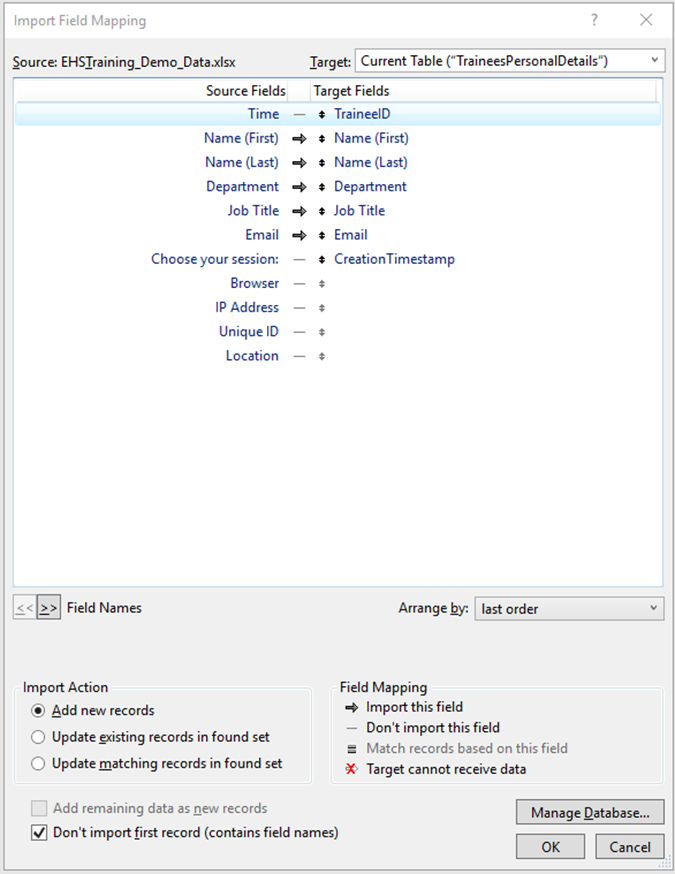 Import Field Mapping ?
Source: EHSTraining_Demo_Data.xlsx Target: Current Table ("TraineesPersonalDetails")
Source Fields Target Fields
Time TraineeID
Name (First) Name (First)
Name (Last) Name (Last)
Department Department
Job Title Job Title
Email Email
Choose your session: CreationTimestamp
Browser
IP Address
Unique ID
Location
<< >> Field Names Arrange by: last order
Import Action Field Mapping
Add new records Import this field
Update existing records in found set Don't import this field
Update matching records in found set Match records based on this field
Target cannot receive data
Add remaining data as new records Manage Database...
Don't import first record (contains field names)
OK Cancel